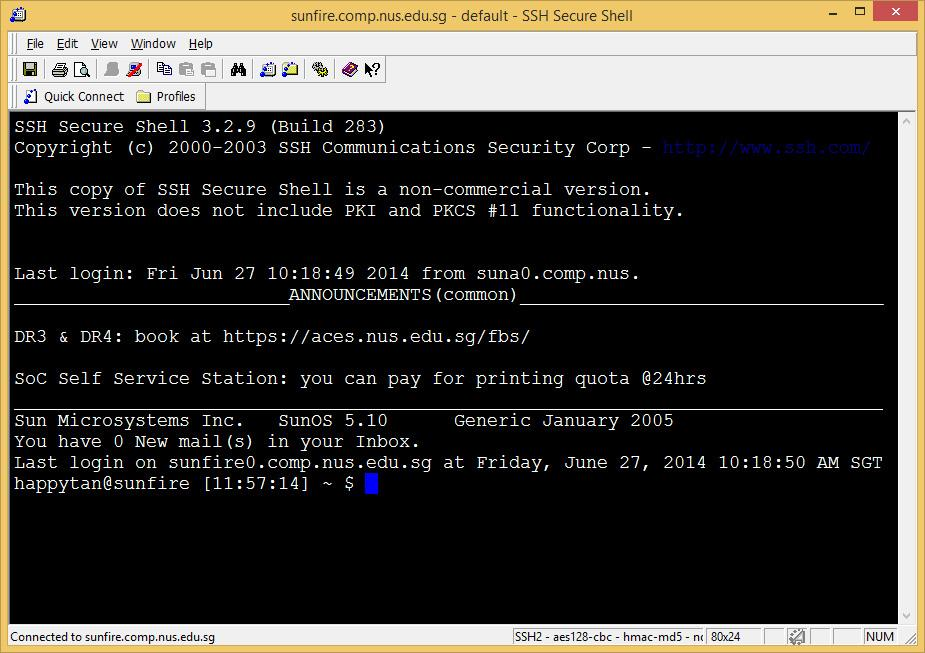 sunfire.comp.nus.edu.sg - default - SSH Secure Shell
File Edit View Window Help
Quick Connect Profiles
SSH Secure Shell 3.2.9 (Build 283)
Copyright (c) 2000-2003 SSH Communications Security Corp - http://www.ssh.com/
This copy of SSH Secure Shell is a non-commercial version.
This version does not include PKI and PKCS #11 functionality.
Last login: Fri Jun 27 10:18:49 2014 from suna0.comp.nus.
ANNOUNCEMENTS(common)
DR3 & DR4: book at https://aces.nus.edu.sg/fbs/
SoC Self Service Station: you can pay for printing quota @24hrs
Sun Microsystems Inc. SunOS 5.10 Generic January 2005
You have 0 New mail(s) in your Inbox.
Last login on sunfire0.comp.nus.edu.sg at Friday, June 27, 2014 10:18:50 AM SGT
happytan@sunfire [11:57:14] ~ $
Connected to sunfire.comp.nus.edu.sg SSH2 - aes128-cbc - hmac-md5 - 80x24 NUM